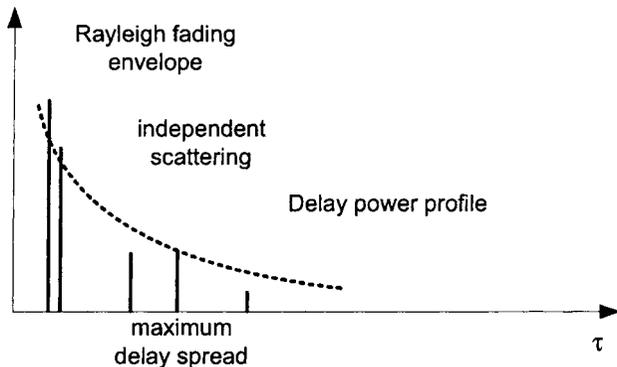 Rayleigh fading
envelope
independent
scattering
Delay power profile
maximum
delay spread
τ